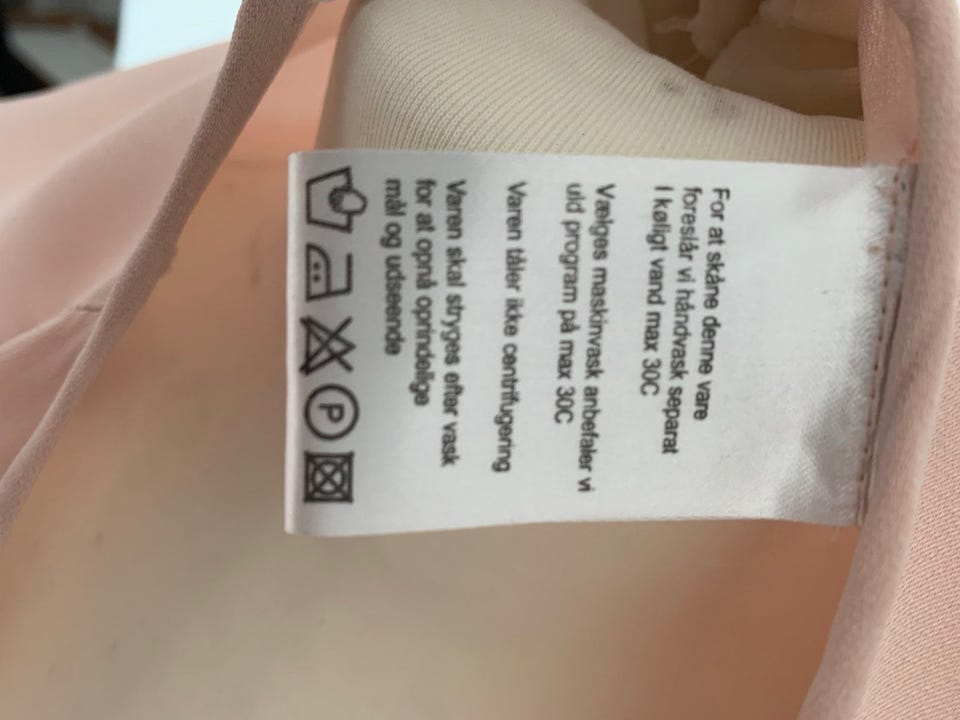 For at skåne denne vare
foreslår vi håndvask separat
I køligt vand max 30C
Vælges maskinvask anbefaler vi
uld program på max 30C
Varen tåler ikke centrifugering
Varen skal stryges efter vask
for at opnå oprindelige
mål og udseende
P